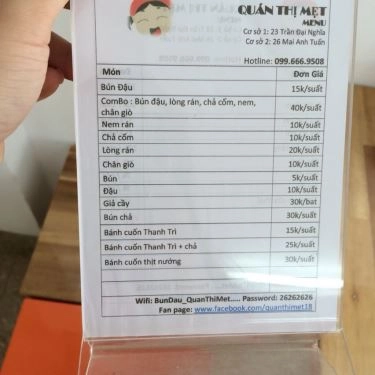 QUÁN THỊ MẸT
MENU
Cơ sở 1: 23 Trần Đại Nghĩa
Cơ sở 2: 26 Mai Anh Tuấn
Hotline: 099.666.9508
Món Đơn Giá
Bún Đậu 15k/suất
ComBo : Bún đậu, lòng rán, chả cốm, nem, chân giò 40k/suất
Nem rán 10k/suất
Chả cốm 10k/suất
Lòng rán 20k/suất
Chân giò 10k/suất
Bún 5k/suất
Đậu 10k/suất
Giả cầy 30k/bat
Bún chả 30k/suất
Bánh cuốn Thanh Trì 15k/suất
Bánh cuốn Thanh Trì + chả 25k/suất
Bánh cuốn thịt nướng 30k/suất
Wifi: BunDau_QuanThiMet..... Password: 26262626
Fan page: www.facebook.com/quanthimet18